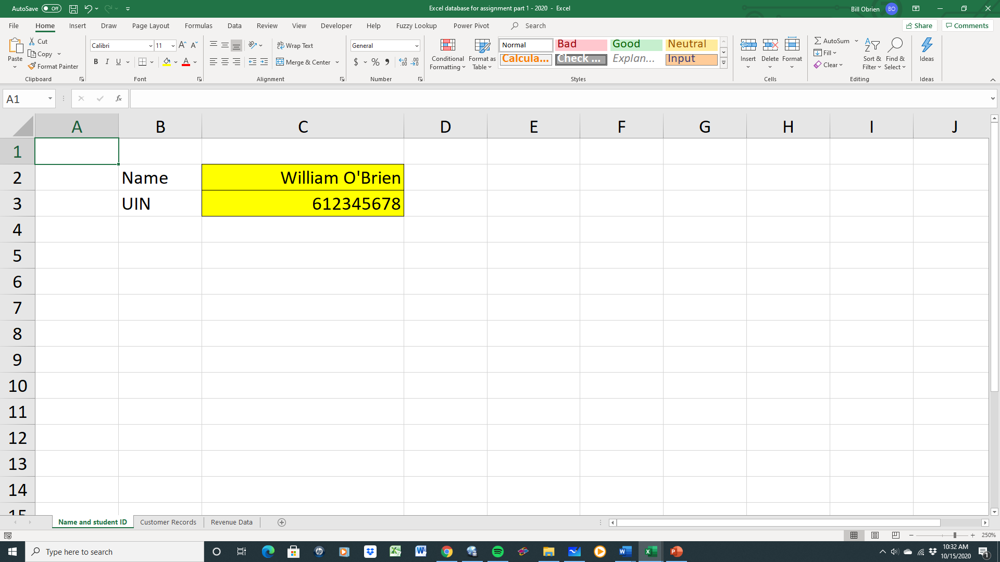 AutoSave Off
Excel database for assignment part 1 - 2020 - Excel
Bill Obrien BO
File Home Insert Draw Page Layout Formulas Data Review View Developer Help Fuzzy Lookup Power Pivot Search Share Comments
Paste
Cut
Copy
Format Painter
Clipboard
Calibri 11
B I U
Font
Wrap Text
Merge & Center
Alignment
General
$ % 9
Number
Conditional Formatting
Format as Table
Normal Bad Good Neutral
Calcula... Check ... Explan... Input
Styles
Insert Delete Format
Cells
AutoSum
Fill
Clear
Sort & Filter
Find & Select
Editing
Ideas
Ideas
A1 fx
A B C D E F G H I J
1
2 Name William O'Brien
3 UIN 612345678
4
5
6
7
8
9
10
11
12
13
14
15
Name and student ID Customer Records Revenue Data
250%
Type here to search
10:32 AM
10/15/2020
1